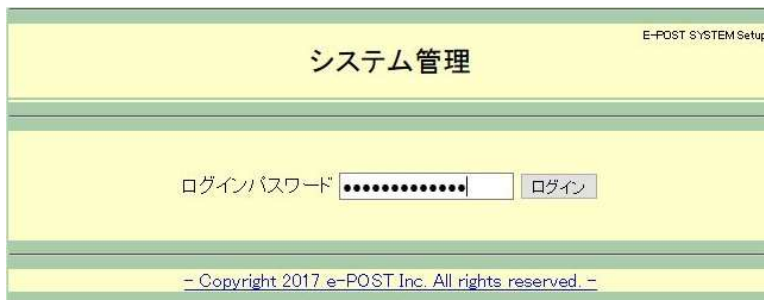 E-POST SYSTEM Setup
システム管理
ログインパスワード ●●●●●●●●●●●●● ログイン
- Copyright 2017 e-POST Inc. All rights reserved. -